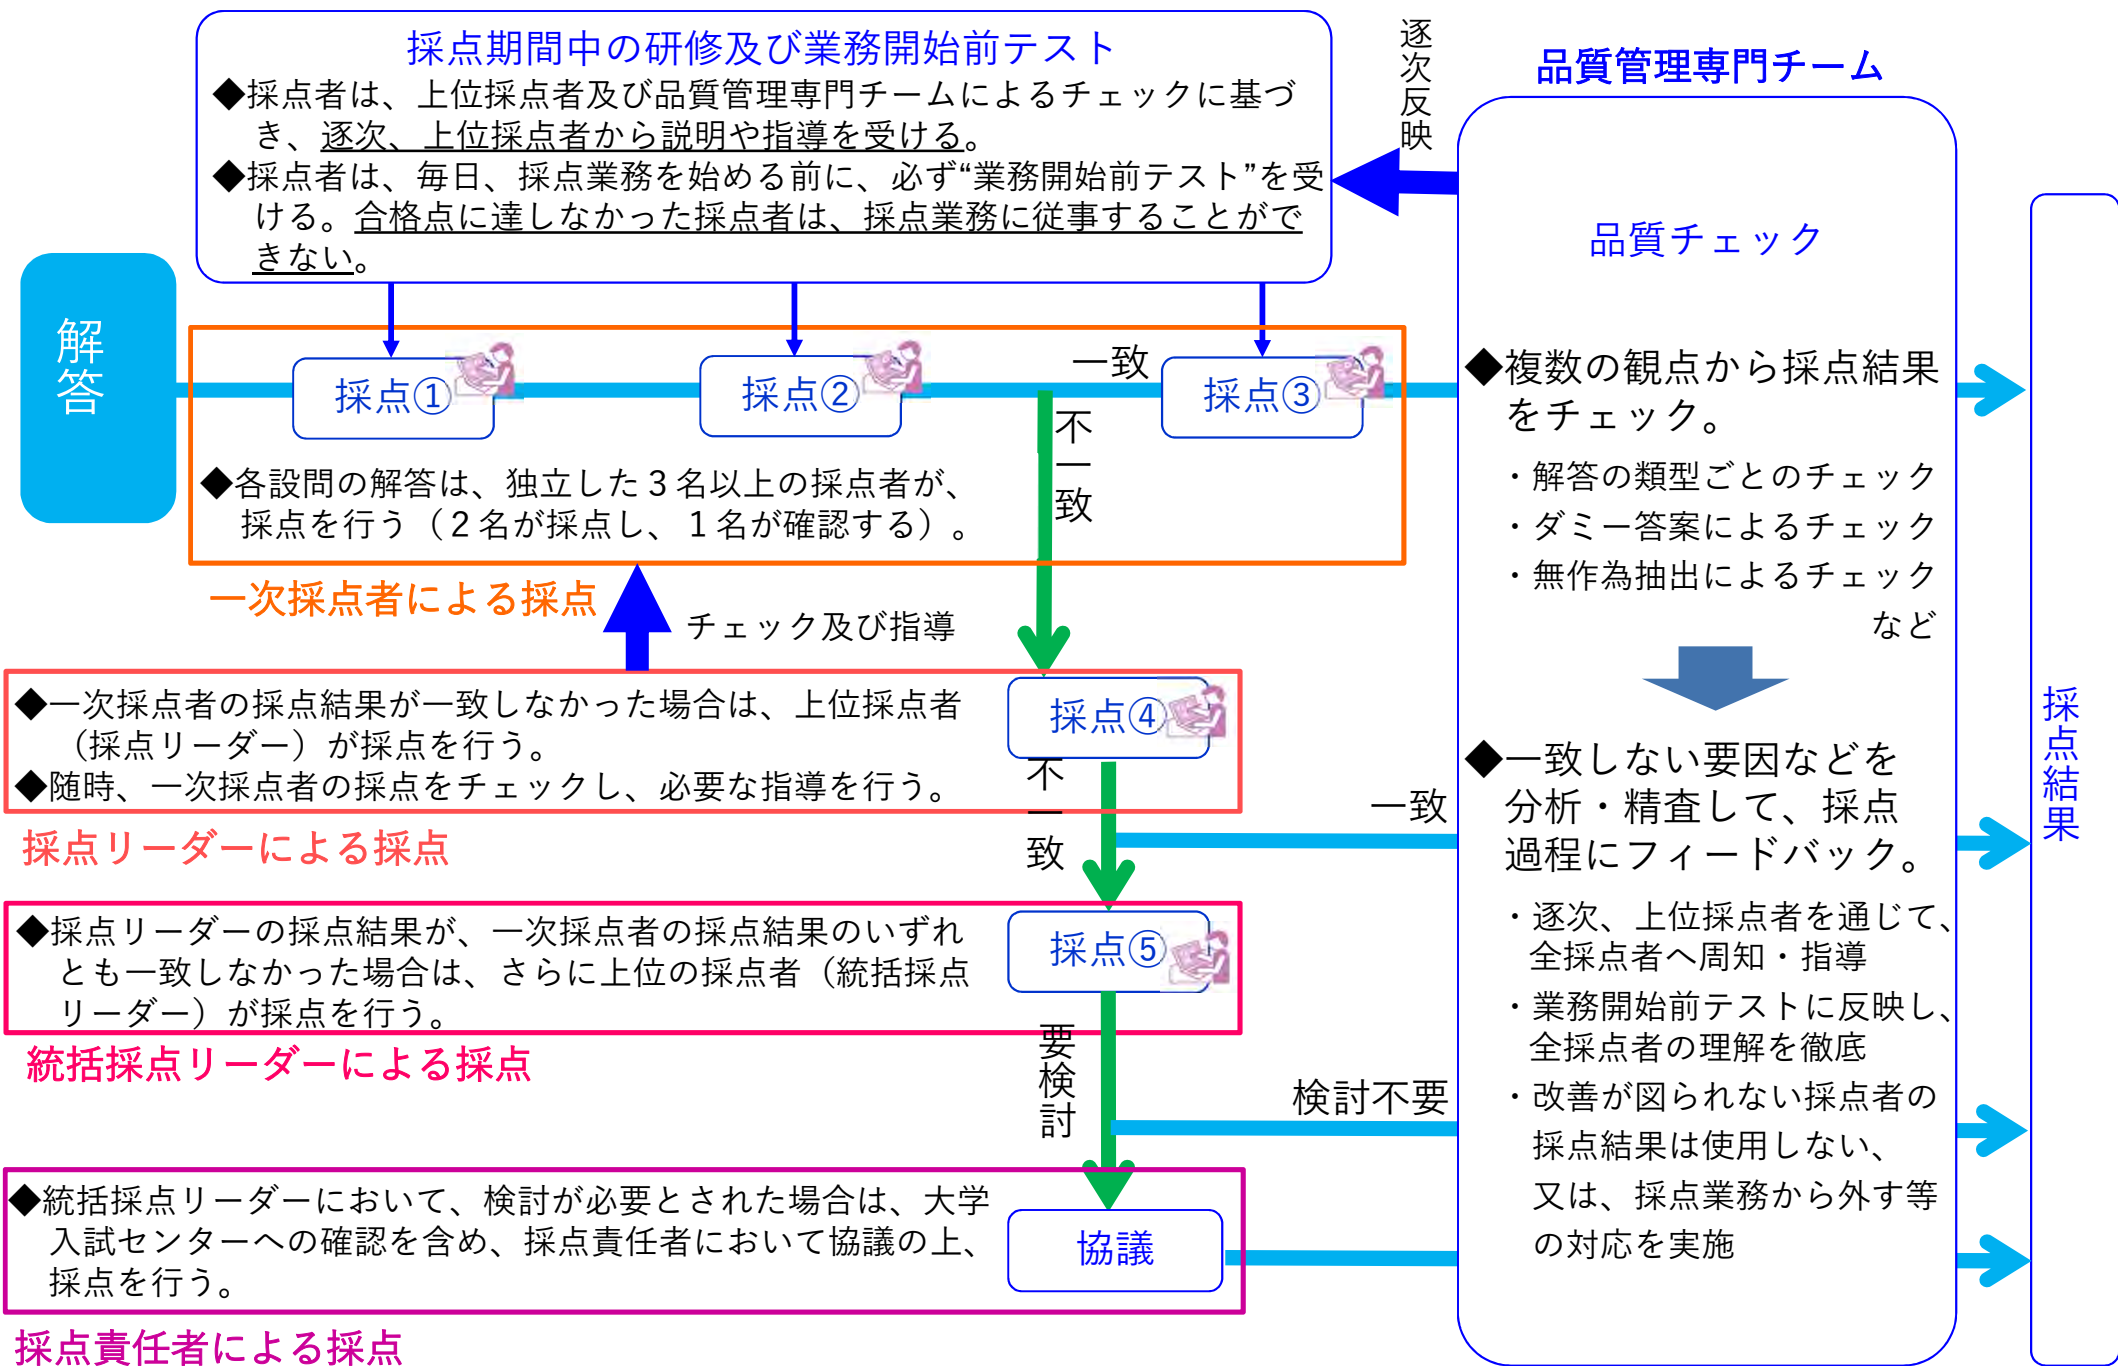 採点期間中の研修及び業務開始前テスト
◆採点者は、上位採点者及び品質管理専門チームによるチェックに基づ
き、逐次、上位採点者から説明や指導を受ける。
◆採点者は、毎日、採点業務を始める前に、必ず“業務開始前テスト”を受
ける。合格点に達しなかった採点者は、採点業務に従事することがで
きない。
逐次反映
品質管理専門チーム
解答
採点①
採点②
一致
採点③
不一致
◆各設問の解答は、独立した３名以上の採点者が、
採点を行う（２名が採点し、１名が確認する）。
一次採点者による採点
チェック及び指導
◆一次採点者の採点結果が一致しなかった場合は、上位採点者
（採点リーダー）が採点を行う。
◆随時、一次採点者の採点をチェックし、必要な指導を行う。
採点④
不一致
一致
採点リーダーによる採点
◆採点リーダーの採点結果が、一次採点者の採点結果のいずれ
とも一致しなかった場合は、さらに上位の採点者（統括採点
リーダー）が採点を行う。
採点⑤
統括採点リーダーによる採点
要検討
検討不要
◆統括採点リーダーにおいて、検討が必要とされた場合は、大学
入試センターへの確認を含め、採点責任者において協議の上、
採点を行う。
協議
採点責任者による採点
品質チェック
◆複数の観点から採点結果
をチェック。
・解答の類型ごとのチェック
・ダミー答案によるチェック
・無作為抽出によるチェック
など
◆一致しない要因などを
分析・精査して、採点
過程にフィードバック。
・逐次、上位採点者を通じて、
全採点者へ周知・指導
・業務開始前テストに反映し、
全採点者の理解を徹底
・改善が図られない採点者の
採点結果は使用しない、
又は、採点業務から外す等
の対応を実施
採点結果